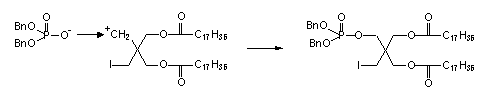 BnO O
P
BnO O⁻
+
CH₂ O O C₁₇H₃₅
I O C₁₇H₃₅
O
BnO O
P O O O C₁₇H₃₅
BnO
I O C₁₇H₃₅
O